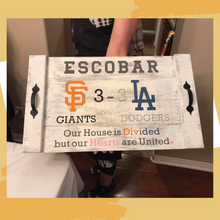 ESCOBAR
SF 3-3 LA
GIANTS DODGERS
Our House is Divided
but our Hearts are United.